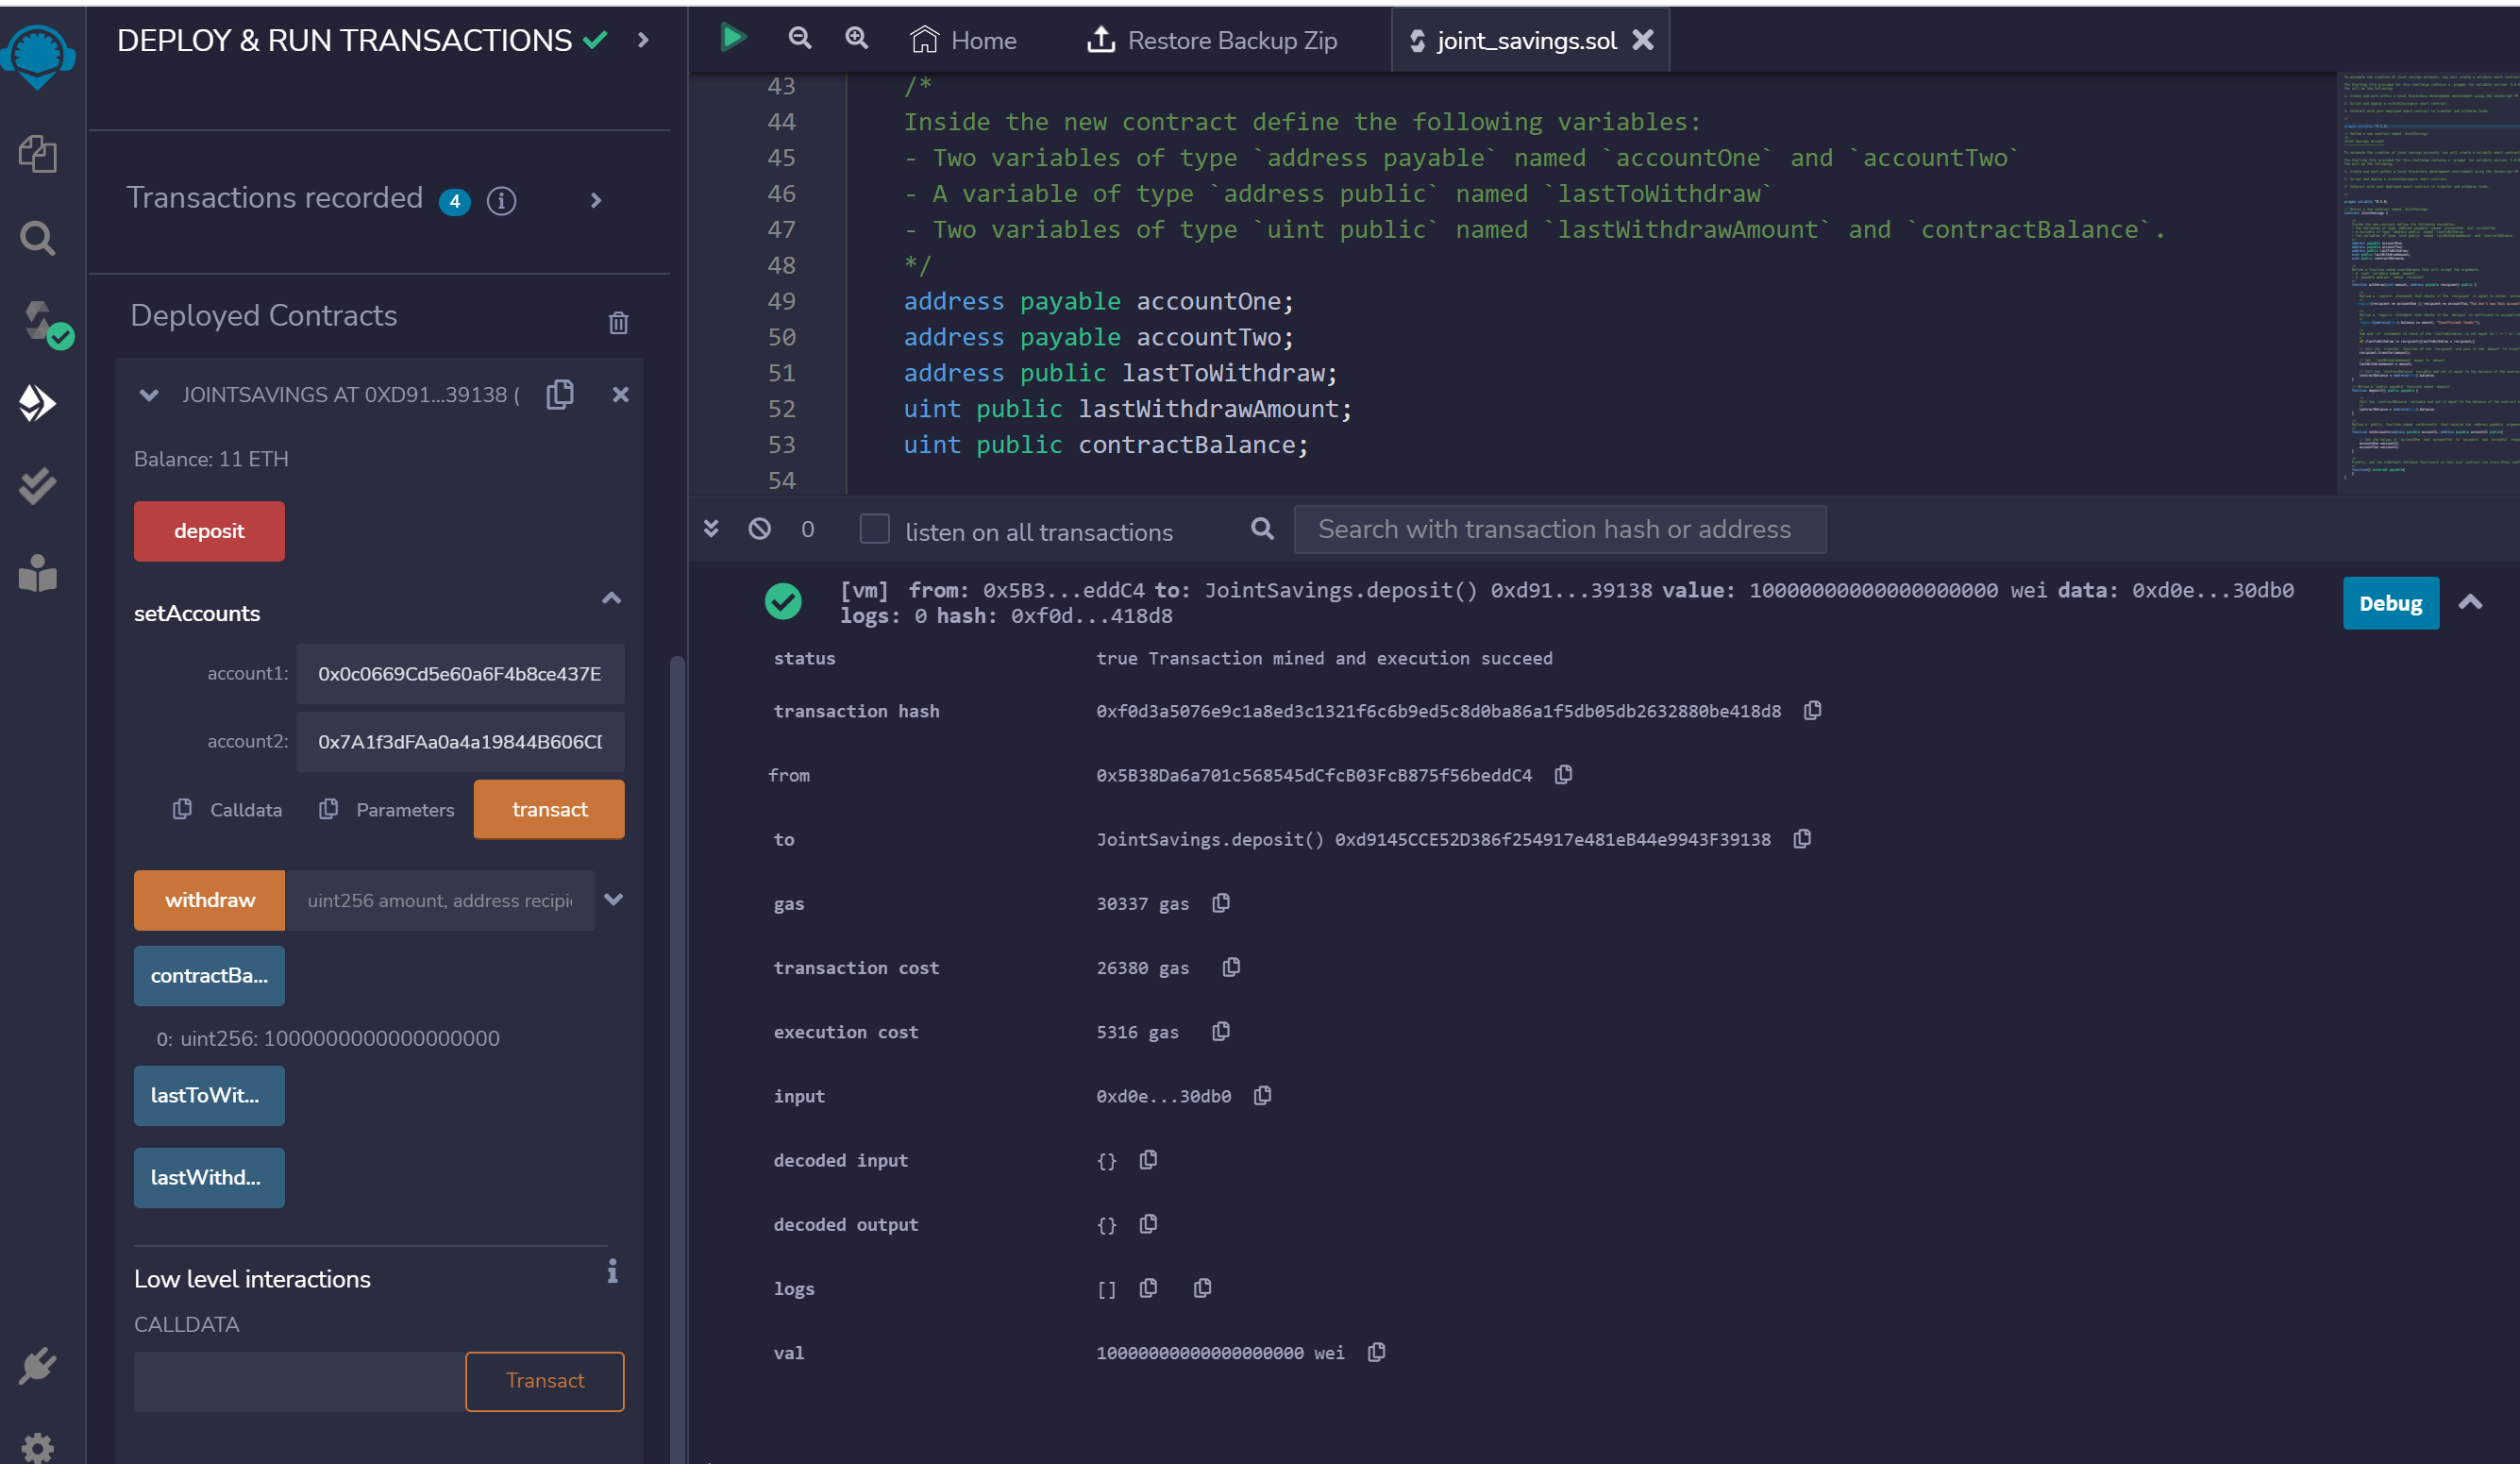 DEPLOY & RUN TRANSACTIONS
Transactions recorded 4 i
Deployed Contracts
JOINTSAVINGS AT 0XD91...39138 (
Balance: 11 ETH
deposit
setAccounts
account1: 0x0c0669Cd5e60a6F4b8ce437E
account2: 0x7A1f3dFAa0a4a19844B606CD
Calldata Parameters transact
withdraw uint256 amount, address recipie
contractBa...
0: uint256: 1000000000000000000
lastToWit...
lastWithd...
Low level interactions i
CALLDATA
Transact
Home Restore Backup Zip joint_savings.sol
43 /*
44 Inside the new contract define the following variables:
45 - Two variables of type `address payable` named `accountOne` and `accountTwo`
46 - A variable of type `address public` named `lastToWithdraw`
47 - Two variables of type `uint public` named `lastWithdrawAmount` and `contractBalance`.
48 */
49 address payable accountOne;
50 address payable accountTwo;
51 address public lastToWithdraw;
52 uint public lastWithdrawAmount;
53 uint public contractBalance;
54
0 listen on all transactions Search with transaction hash or address
[vm] from: 0x5B3...eddC4 to: JointSavings.deposit() 0xd91...39138 value: 10000000000000000000 wei data: 0xd0e...30db0
logs: 0 hash: 0xf0d...418d8
Debug
status true Transaction mined and execution succeed
transaction hash 0xf0d3a5076e9c1a8ed3c1321f6c6b9ed5c8d0ba86a1f5db05db2632880be418d8
from 0x5B38Da6a701c568545dCfcB03FcB875f56beddC4
to JointSavings.deposit() 0xd9145CCE52D386f254917e481eB44e9943F39138
gas 30337 gas
transaction cost 26380 gas
execution cost 5316 gas
input 0xd0e...30db0
decoded input {}
decoded output {}
logs []
val 10000000000000000000 wei